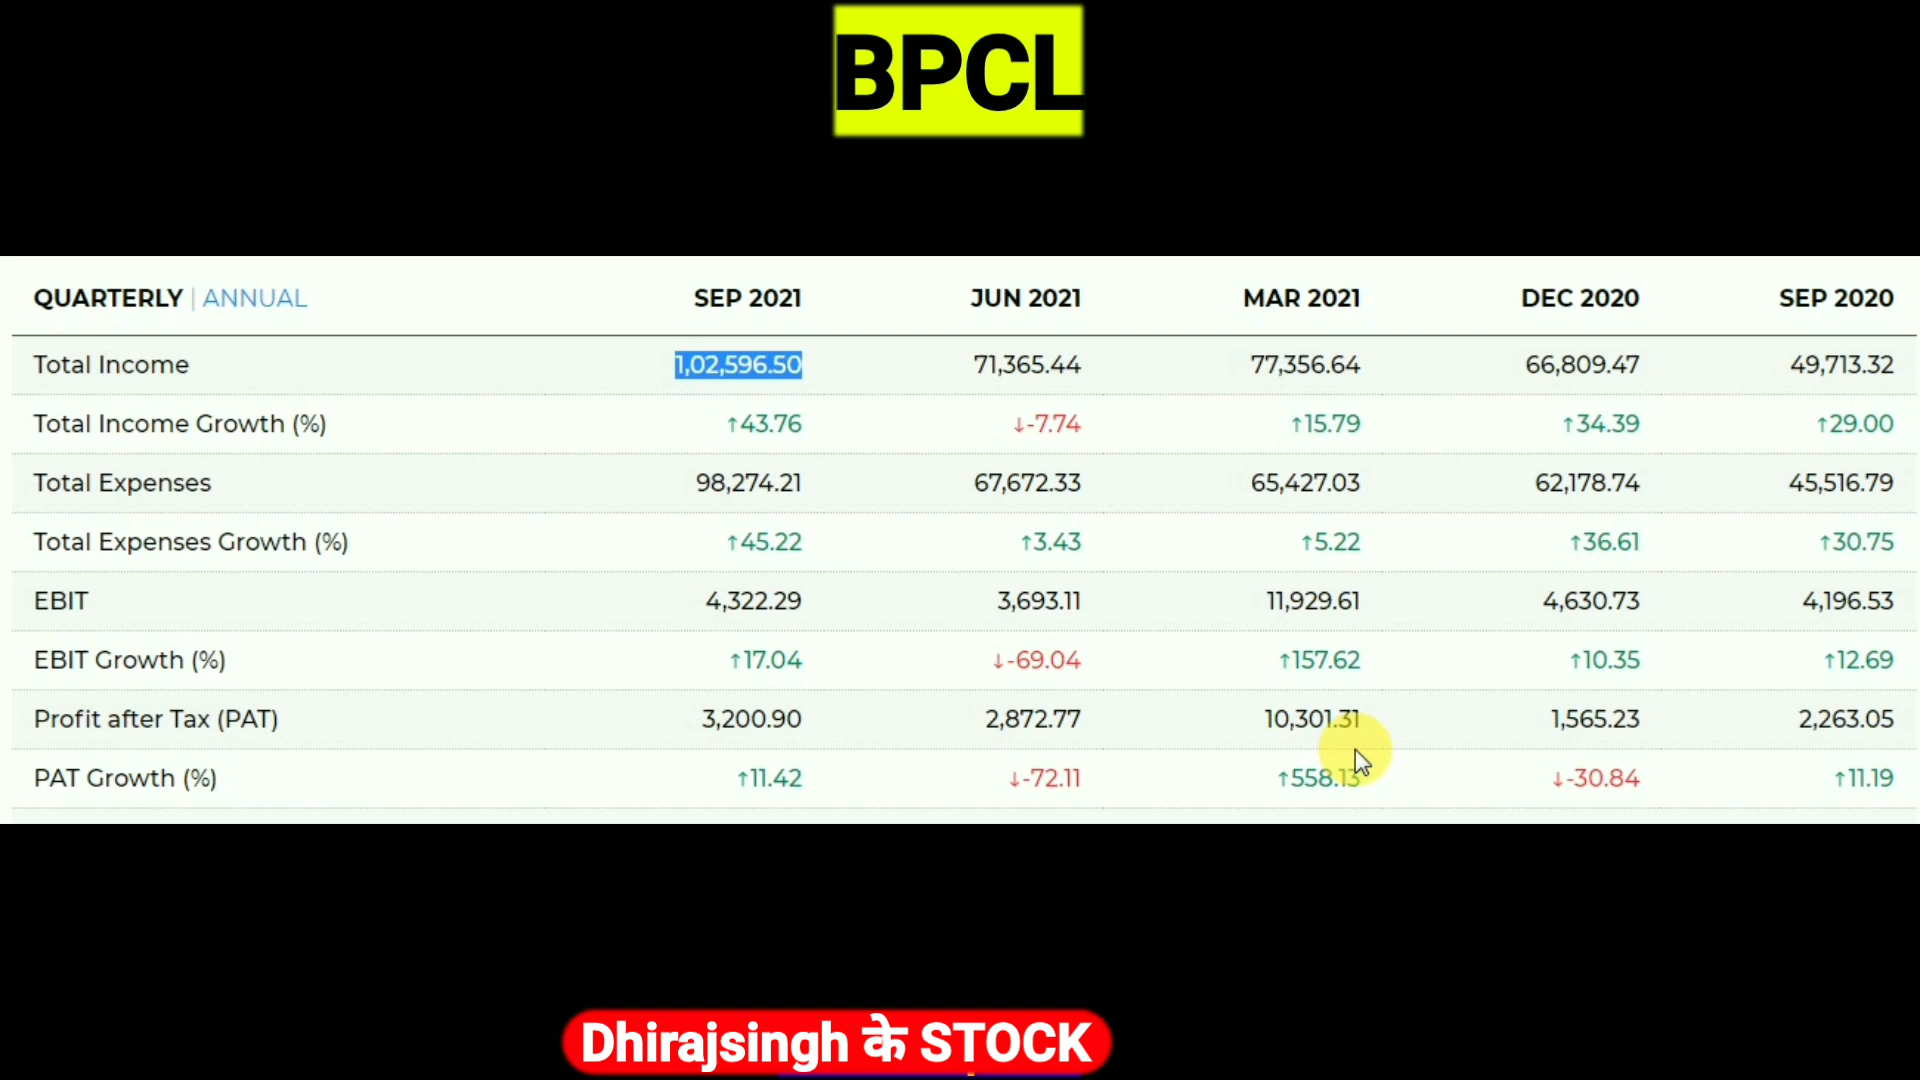 BPCL
QUARTERLY | ANNUAL SEP 2021 JUN 2021 MAR 2021 DEC 2020 SEP 2020
Total Income 1,02,596.50 71,365.44 77,356.64 66,809.47 49,713.32
Total Income Growth (%) ↑43.76 ↓-7.74 ↑15.79 ↑34.39 ↑29.00
Total Expenses 98,274.21 67,672.33 65,427.03 62,178.74 45,516.79
Total Expenses Growth (%) ↑45.22 ↑3.43 ↑5.22 ↑36.61 ↑30.75
EBIT 4,322.29 3,693.11 11,929.61 4,630.73 4,196.53
EBIT Growth (%) ↑17.04 ↓-69.04 ↑157.62 ↑10.35 ↑12.69
Profit after Tax (PAT) 3,200.90 2,872.77 10,301.31 1,565.23 2,263.05
PAT Growth (%) ↑11.42 ↓-72.11 ↑558.13 ↓-30.84 ↑11.19
Dhirajsingh के STOCK